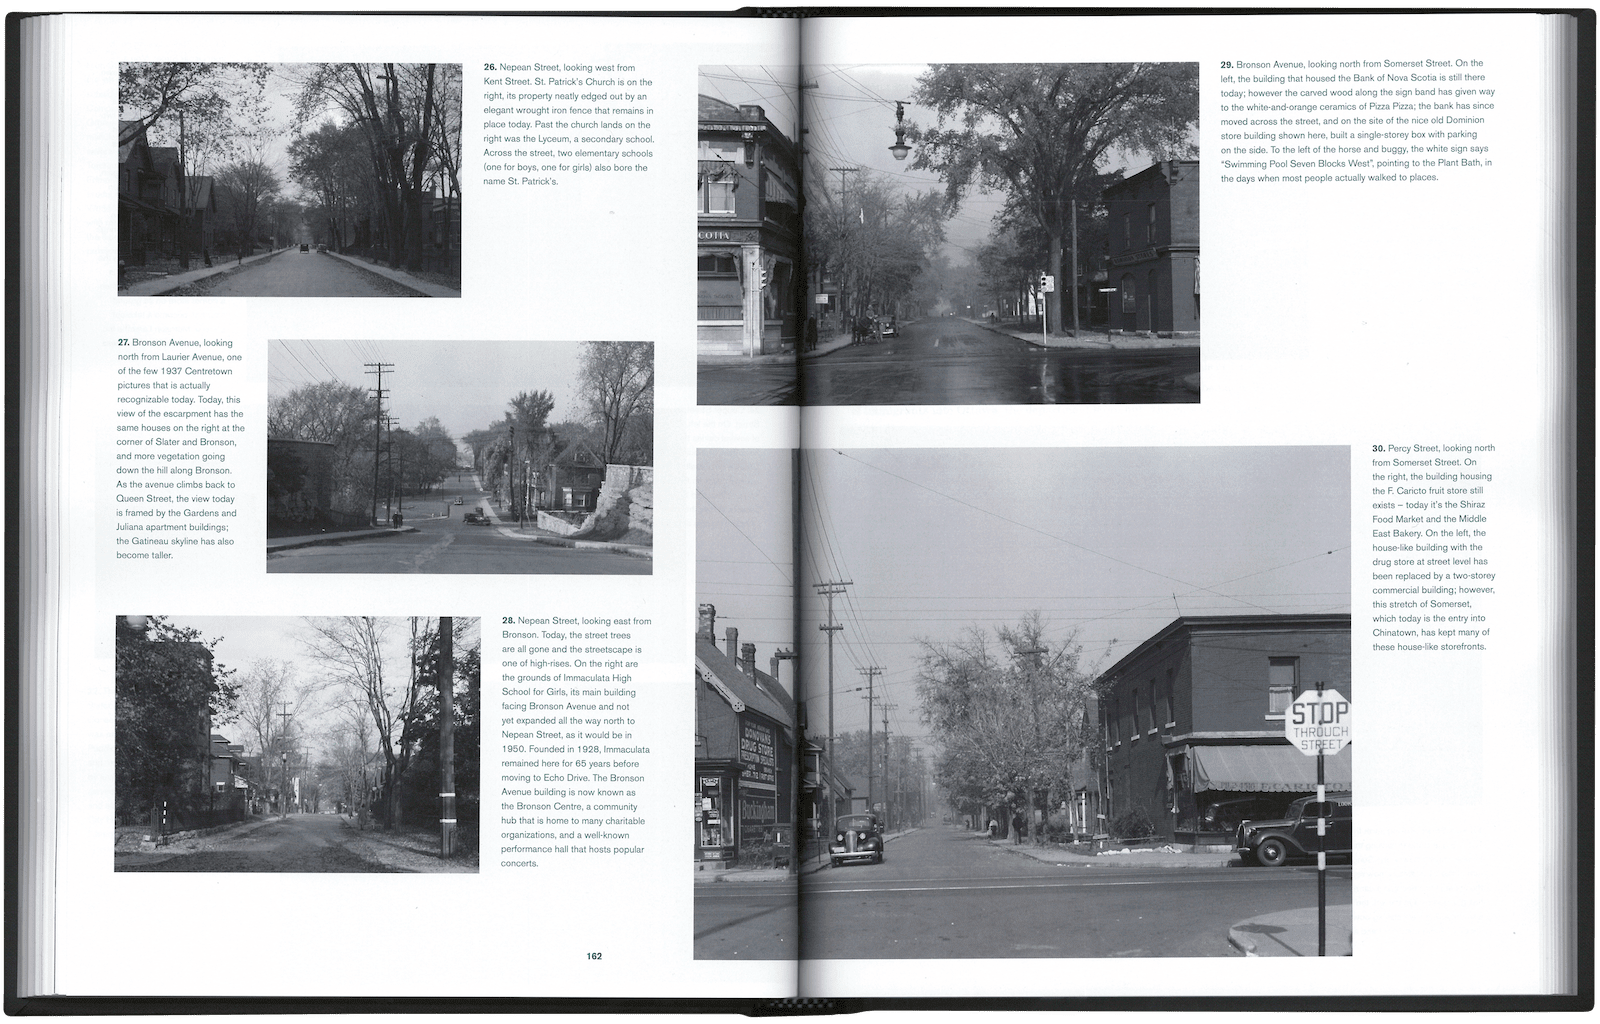 26. Nepean Street, looking west from
Kent Street. St. Patrick's Church is on the
right, its property neatly edged out by an
elegant wrought iron fence that remains in
place today. Past the church lands on the
right was the Lyceum, a secondary school.
Across the street, two elementary schools
(one for boys, one for girls) also bore the
name St. Patrick's.
27. Bronson Avenue, looking
north from Laurier Avenue, one
of the few 1937 Centretown
pictures that is actually
recognizable today. Today, this
view of the escarpment has the
same houses on the right at the
corner of Slater and Bronson,
and more vegetation going
down the hill along Bronson.
As the avenue climbs back to
Queen Street, the view today
is framed by the Gardens and
Juliana apartment buildings;
the Gatineau skyline has also
become taller.
28. Nepean Street, looking east from
Bronson. Today, the street trees
are all gone and the streetscape is
one of high-rises. On the right are
the grounds of Immaculata High
School for Girls, its main building
facing Bronson Avenue and not
yet expanded all the way north to
Nepean Street, as it would be in
1950. Founded in 1928, Immaculata
remained here for 65 years before
moving to Echo Drive. The Bronson
Avenue building is now known as
the Bronson Centre, a community
hub that is home to many charitable
organizations, and a well-known
performance hall that hosts popular
concerts.
162
COTIA
29. Bronson Avenue, looking north from Somerset Street. On the
left, the building that housed the Bank of Nova Scotia is still there
today; however the carved wood along the sign band has given way
to the white-and-orange ceramics of Pizza Pizza; the bank has since
moved across the street, and on the site of the nice old Dominion
store building shown here, built a single-storey box with parking
on the side. To the left of the horse and buggy, the white sign says
"Swimming Pool Seven Blocks West", pointing to the Plant Bath, in
the days when most people actually walked to places.
DONOVAN'S
DRUG STORE
Buckingham
STOP
THROUGH
STREET
30. Percy Street, looking north
from Somerset Street. On
the right, the building housing
the F. Caricto fruit store still
exists – today it's the Shiraz
Food Market and the Middle
East Bakery. On the left, the
house-like building with the
drug store at street level has
been replaced by a two-storey
commercial building; however,
this stretch of Somerset,
which today is the entry into
Chinatown, has kept many of
these house-like storefronts.